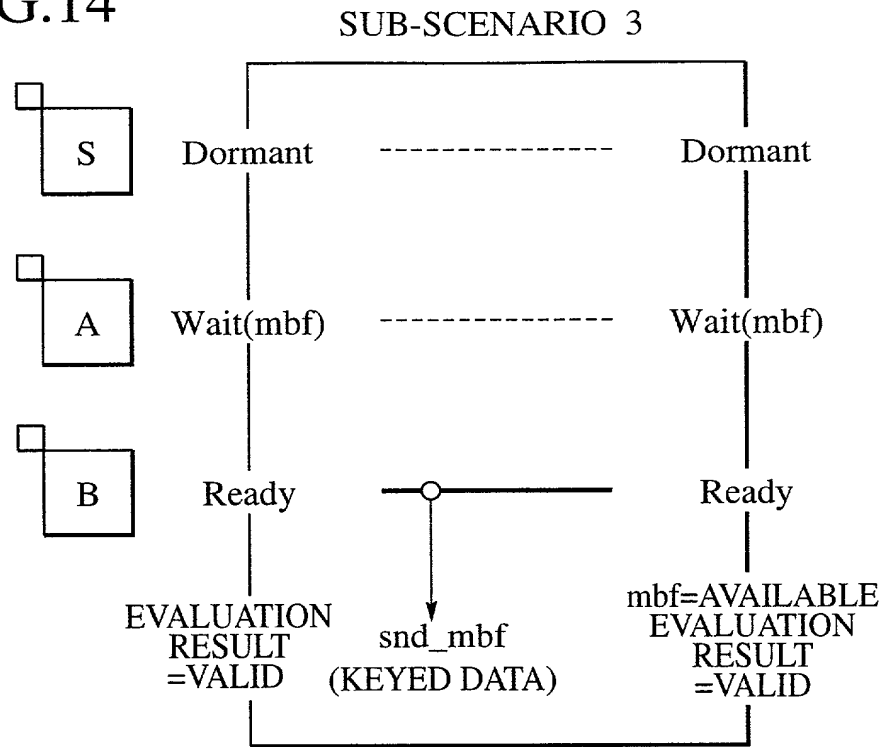 G.14
SUB-SCENARIO 3
S Dormant Dormant
A Wait(mbf) Wait(mbf)
B Ready Ready
EVALUATION
RESULT
=VALID
snd_mbf
(KEYED DATA)
mbf=AVAILABLE
EVALUATION
RESULT
=VALID